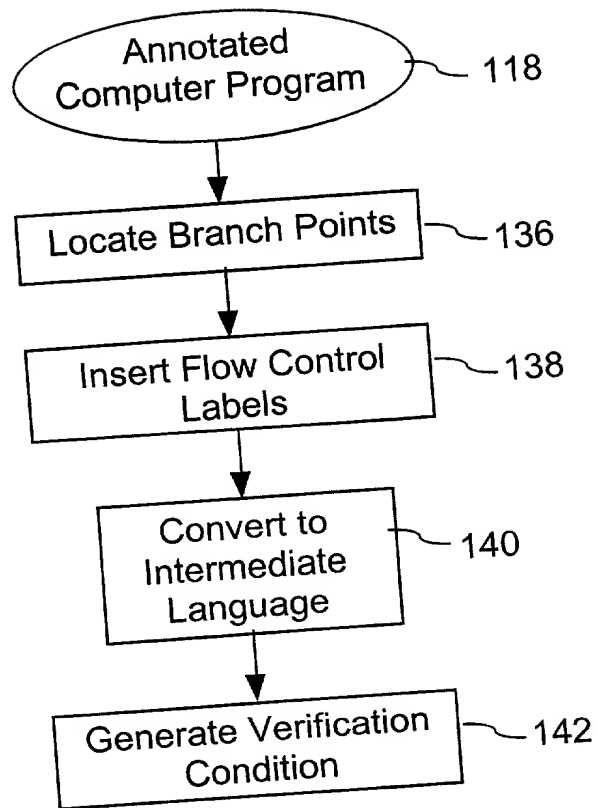 Annotated
Computer Program
118
Locate Branch Points
136
Insert Flow Control
Labels
138
Convert to
Intermediate
Language
140
Generate Verification
Condition
142